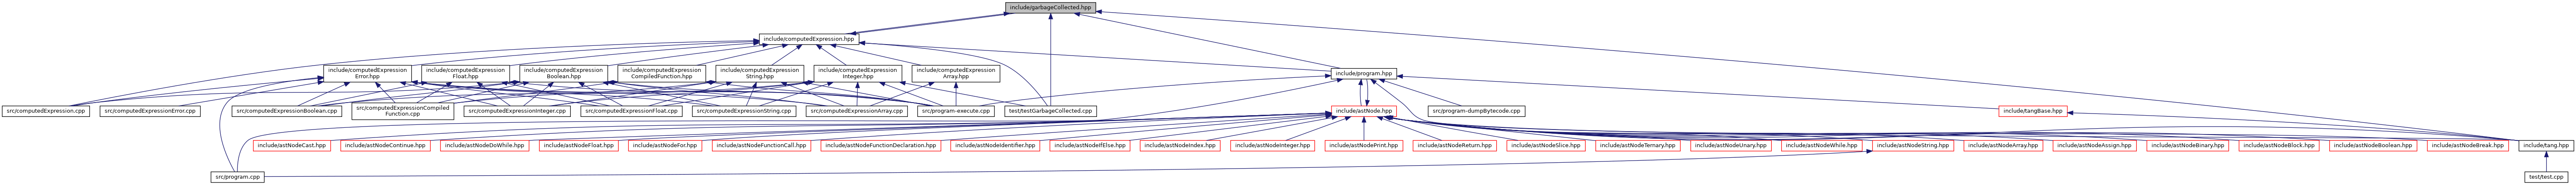 include/garbageCollected.hpp
include/computedExpression.hpp
include/computedExpression
Error.hpp
include/computedExpression
Float.hpp
include/computedExpression
Boolean.hpp
include/computedExpression
CompiledFunction.hpp
include/computedExpression
String.hpp
include/computedExpression
Integer.hpp
include/computedExpression
Array.hpp
include/program.hpp
src/computedExpression.cpp
src/computedExpressionError.cpp
src/computedExpressionBoolean.cpp
src/computedExpressionCompiled
Function.cpp
src/computedExpressionInteger.cpp
src/computedExpressionFloat.cpp
src/computedExpressionString.cpp
src/computedExpressionArray.cpp
src/program-execute.cpp
test/testGarbageCollected.cpp
include/astNode.hpp
src/program-dumpBytecode.cpp
include/tangBase.hpp
include/astNodeCast.hpp
include/astNodeContinue.hpp
include/astNodeDoWhile.hpp
include/astNodeFloat.hpp
include/astNodeFor.hpp
include/astNodeFunctionCall.hpp
include/astNodeFunctionDeclaration.hpp
include/astNodeIdentifier.hpp
include/astNodeIfElse.hpp
include/astNodeIndex.hpp
include/astNodeInteger.hpp
include/astNodePrint.hpp
include/astNodeReturn.hpp
include/astNodeSlice.hpp
include/astNodeTernary.hpp
include/astNodeUnary.hpp
include/astNodeWhile.hpp
include/astNodeString.hpp
include/astNodeArray.hpp
include/astNodeAssign.hpp
include/astNodeBinary.hpp
include/astNodeBlock.hpp
include/astNodeBoolean.hpp
include/astNodeBreak.hpp
include/tang.hpp
src/program.cpp
test/test.cpp